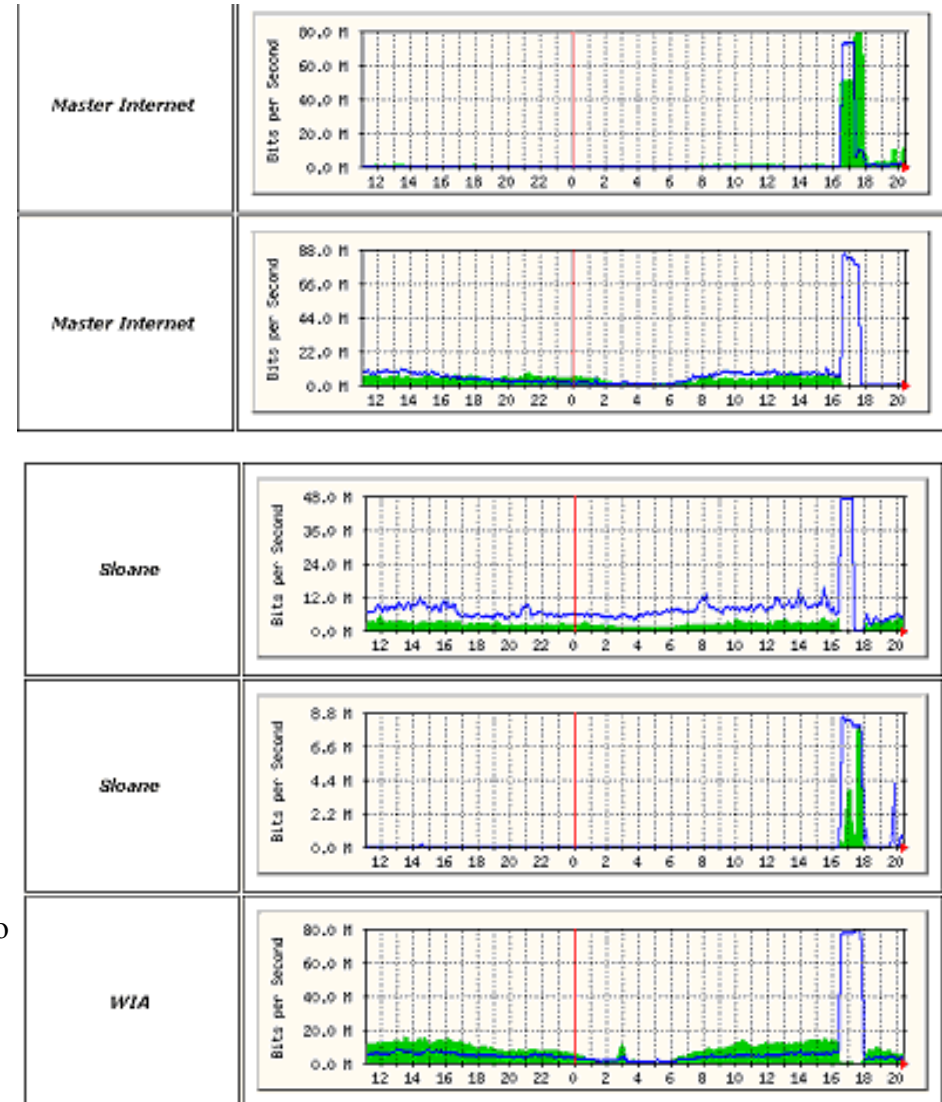 Master Internet
Bits per Second
80.0 M
60.0 M
40.0 M
20.0 M
0.0 M
12 14 16 18 20 22 0 2 4 6 8 10 12 14 16 18 20
Master Internet
Bits per Second
88.0 M
66.0 M
44.0 M
22.0 M
0.0 M
12 14 16 18 20 22 0 2 4 6 8 10 12 14 16 18 20
Sloane
Bits per Second
48.0 M
36.0 M
24.0 M
12.0 M
0.0 M
12 14 16 18 20 22 0 2 4 6 8 10 12 14 16 18 20
Sloane
Bits per Second
8.8 M
6.6 M
4.4 M
2.2 M
0.0 M
12 14 16 18 20 22 0 2 4 6 8 10 12 14 16 18 20
WIA
Bits per Second
80.0 M
60.0 M
40.0 M
20.0 M
0.0 M
12 14 16 18 20 22 0 2 4 6 8 10 12 14 16 18 20